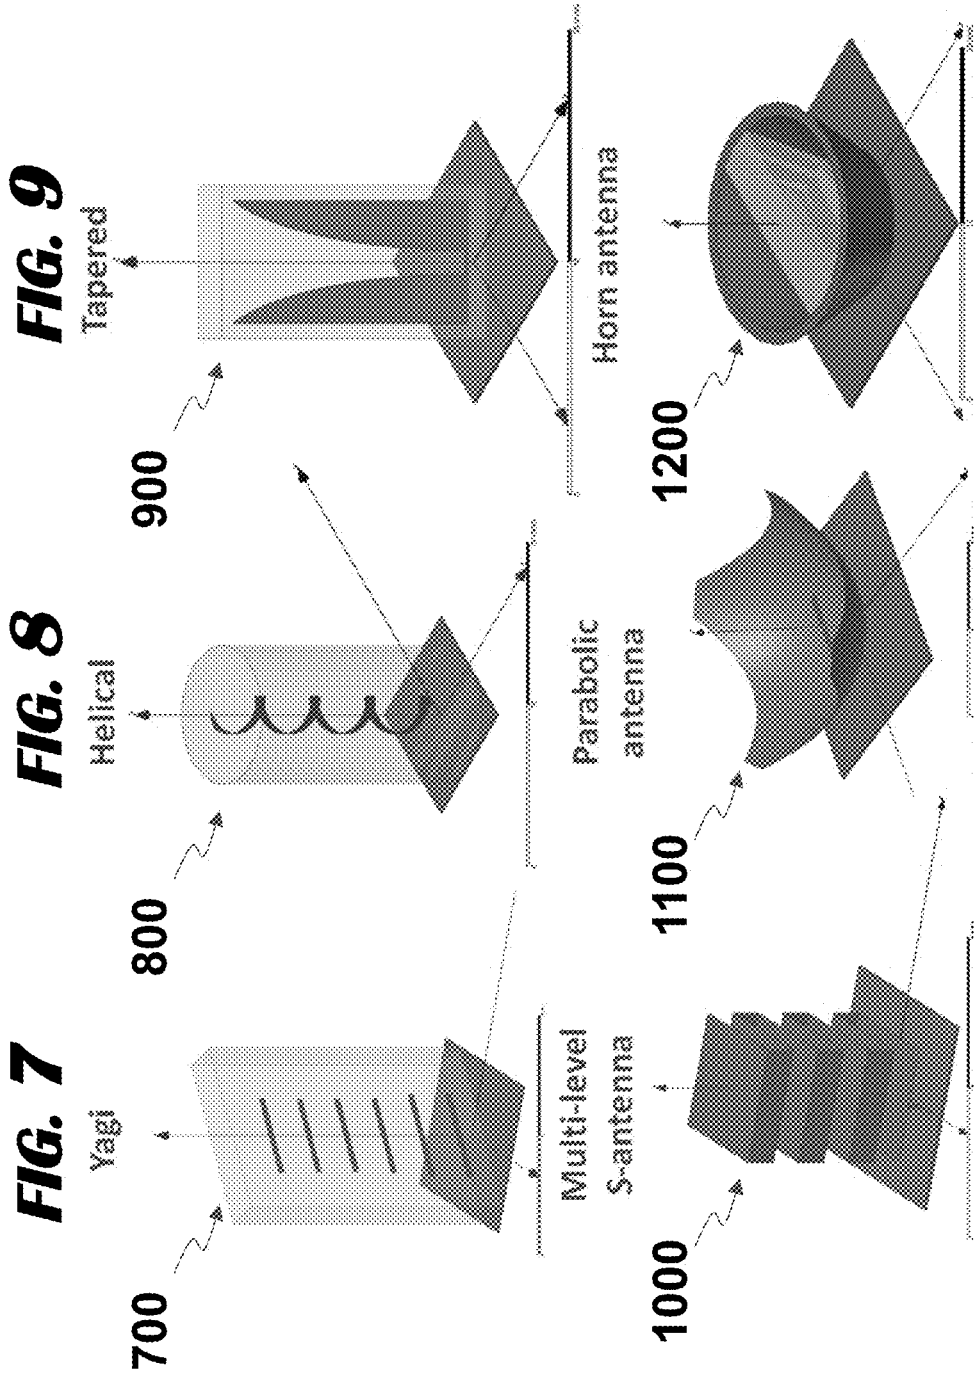 FIG. 7
Yagi
700
FIG. 8
Helical
800
FIG. 9
Tapered
900
Multi-level
S-antenna
1000
Parabolic
antenna
1100
Horn antenna
1200